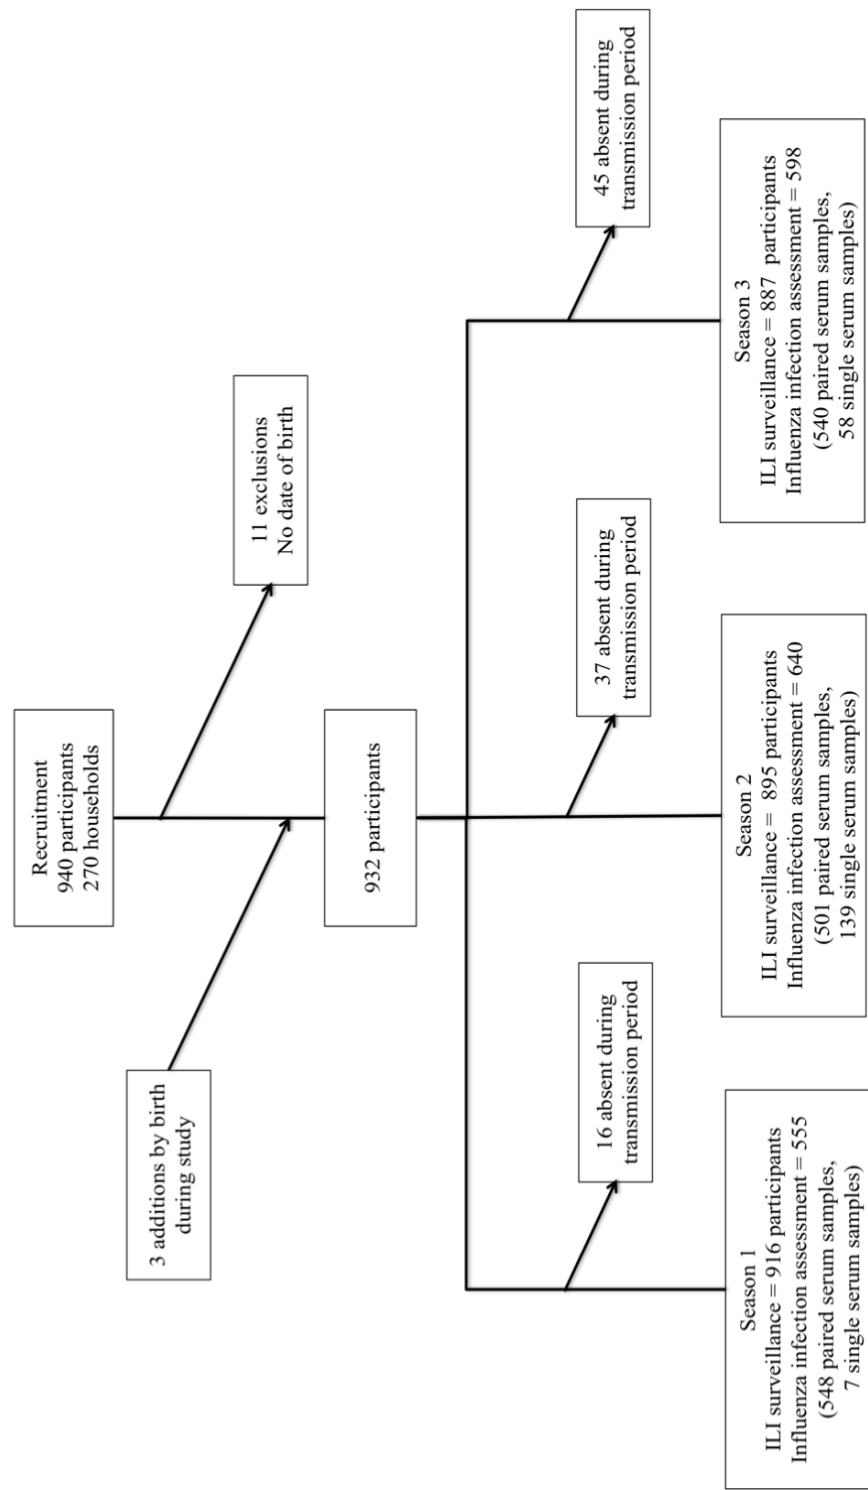 Recruitment
940 participants
270 households
3 additions by birth
during study
11 exclusions
No date of birth
932 participants
16 absent during
transmission period
37 absent during
transmission period
45 absent during
transmission period
Season 1
ILI surveillance = 916 participants
Influenza infection assessment = 555
(548 paired serum samples,
7 single serum samples)
Season 2
ILI surveillance =  895 participants
Influenza infection assessment = 640
(501 paired serum samples,
139 single serum samples)
Season 3
ILI surveillance = 887  participants
Influenza infection assessment = 598
(540 paired serum samples,
58 single serum samples)